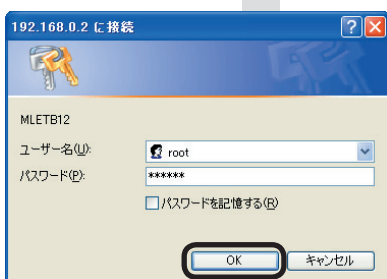 192.168.0.2 に接続
MLETB12
ユーザー名(U):
root
パスワード(P):
******
パスワードを記憶する(R)
OK
キャンセル